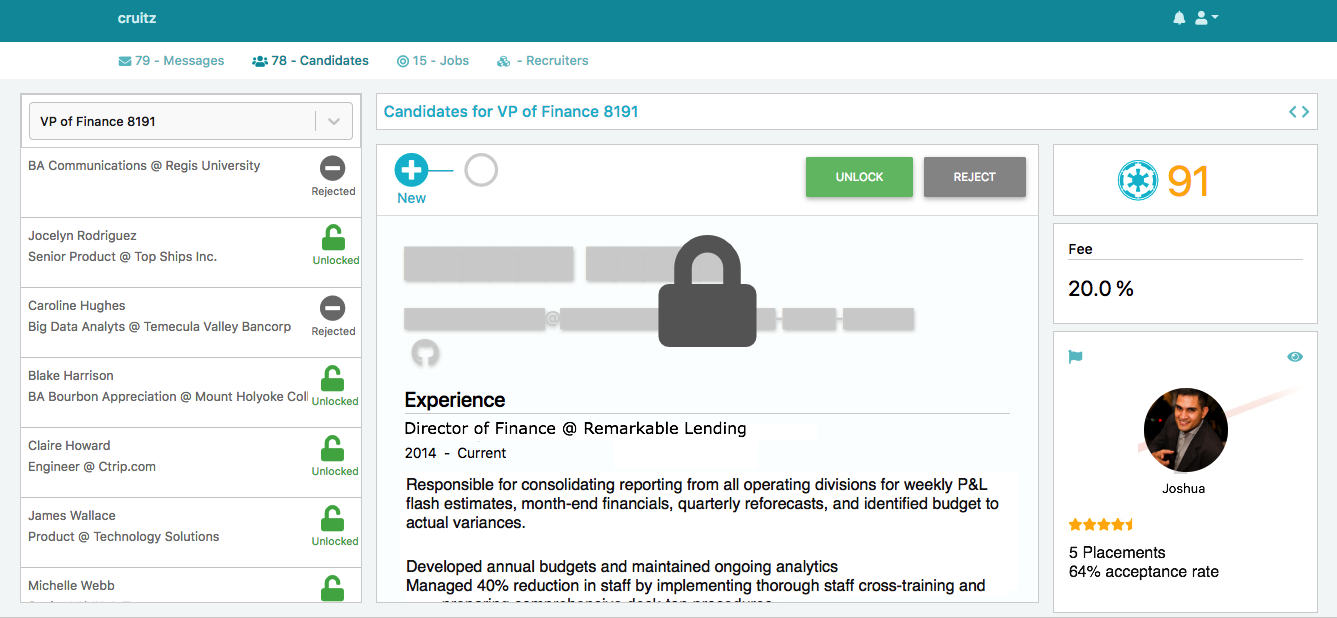 cruitz
79 - Messages
78 - Candidates
15 - Jobs
- Recruiters
VP of Finance 8191
BA Communications @ Regis University
Rejected
Jocelyn Rodriguez
Senior Product @ Top Ships Inc.
Unlocked
Caroline Hughes
Big Data Analyts @ Temecula Valley Bancorp
Rejected
Blake Harrison
BA Bourbon Appreciation @ Mount Holyoke Coll
Unlocked
Claire Howard
Engineer @ Ctrip.com
Unlocked
James Wallace
Product @ Technology Solutions
Unlocked
Michelle Webb
Candidates for VP of Finance 8191
New
UNLOCK
REJECT
@
Experience
Director of Finance @ Remarkable Lending
2014 - Current
Responsible for consolidating reporting from all operating divisions for weekly P&L
flash estimates, month-end financials, quarterly reforecasts, and identified budget to
actual variances.
Developed annual budgets and maintained ongoing analytics
Managed 40% reduction in staff by implementing thorough staff cross-training and
preparing comprehensive desk top procedures
91
Fee
20.0 %
Joshua
5 Placements
64% acceptance rate